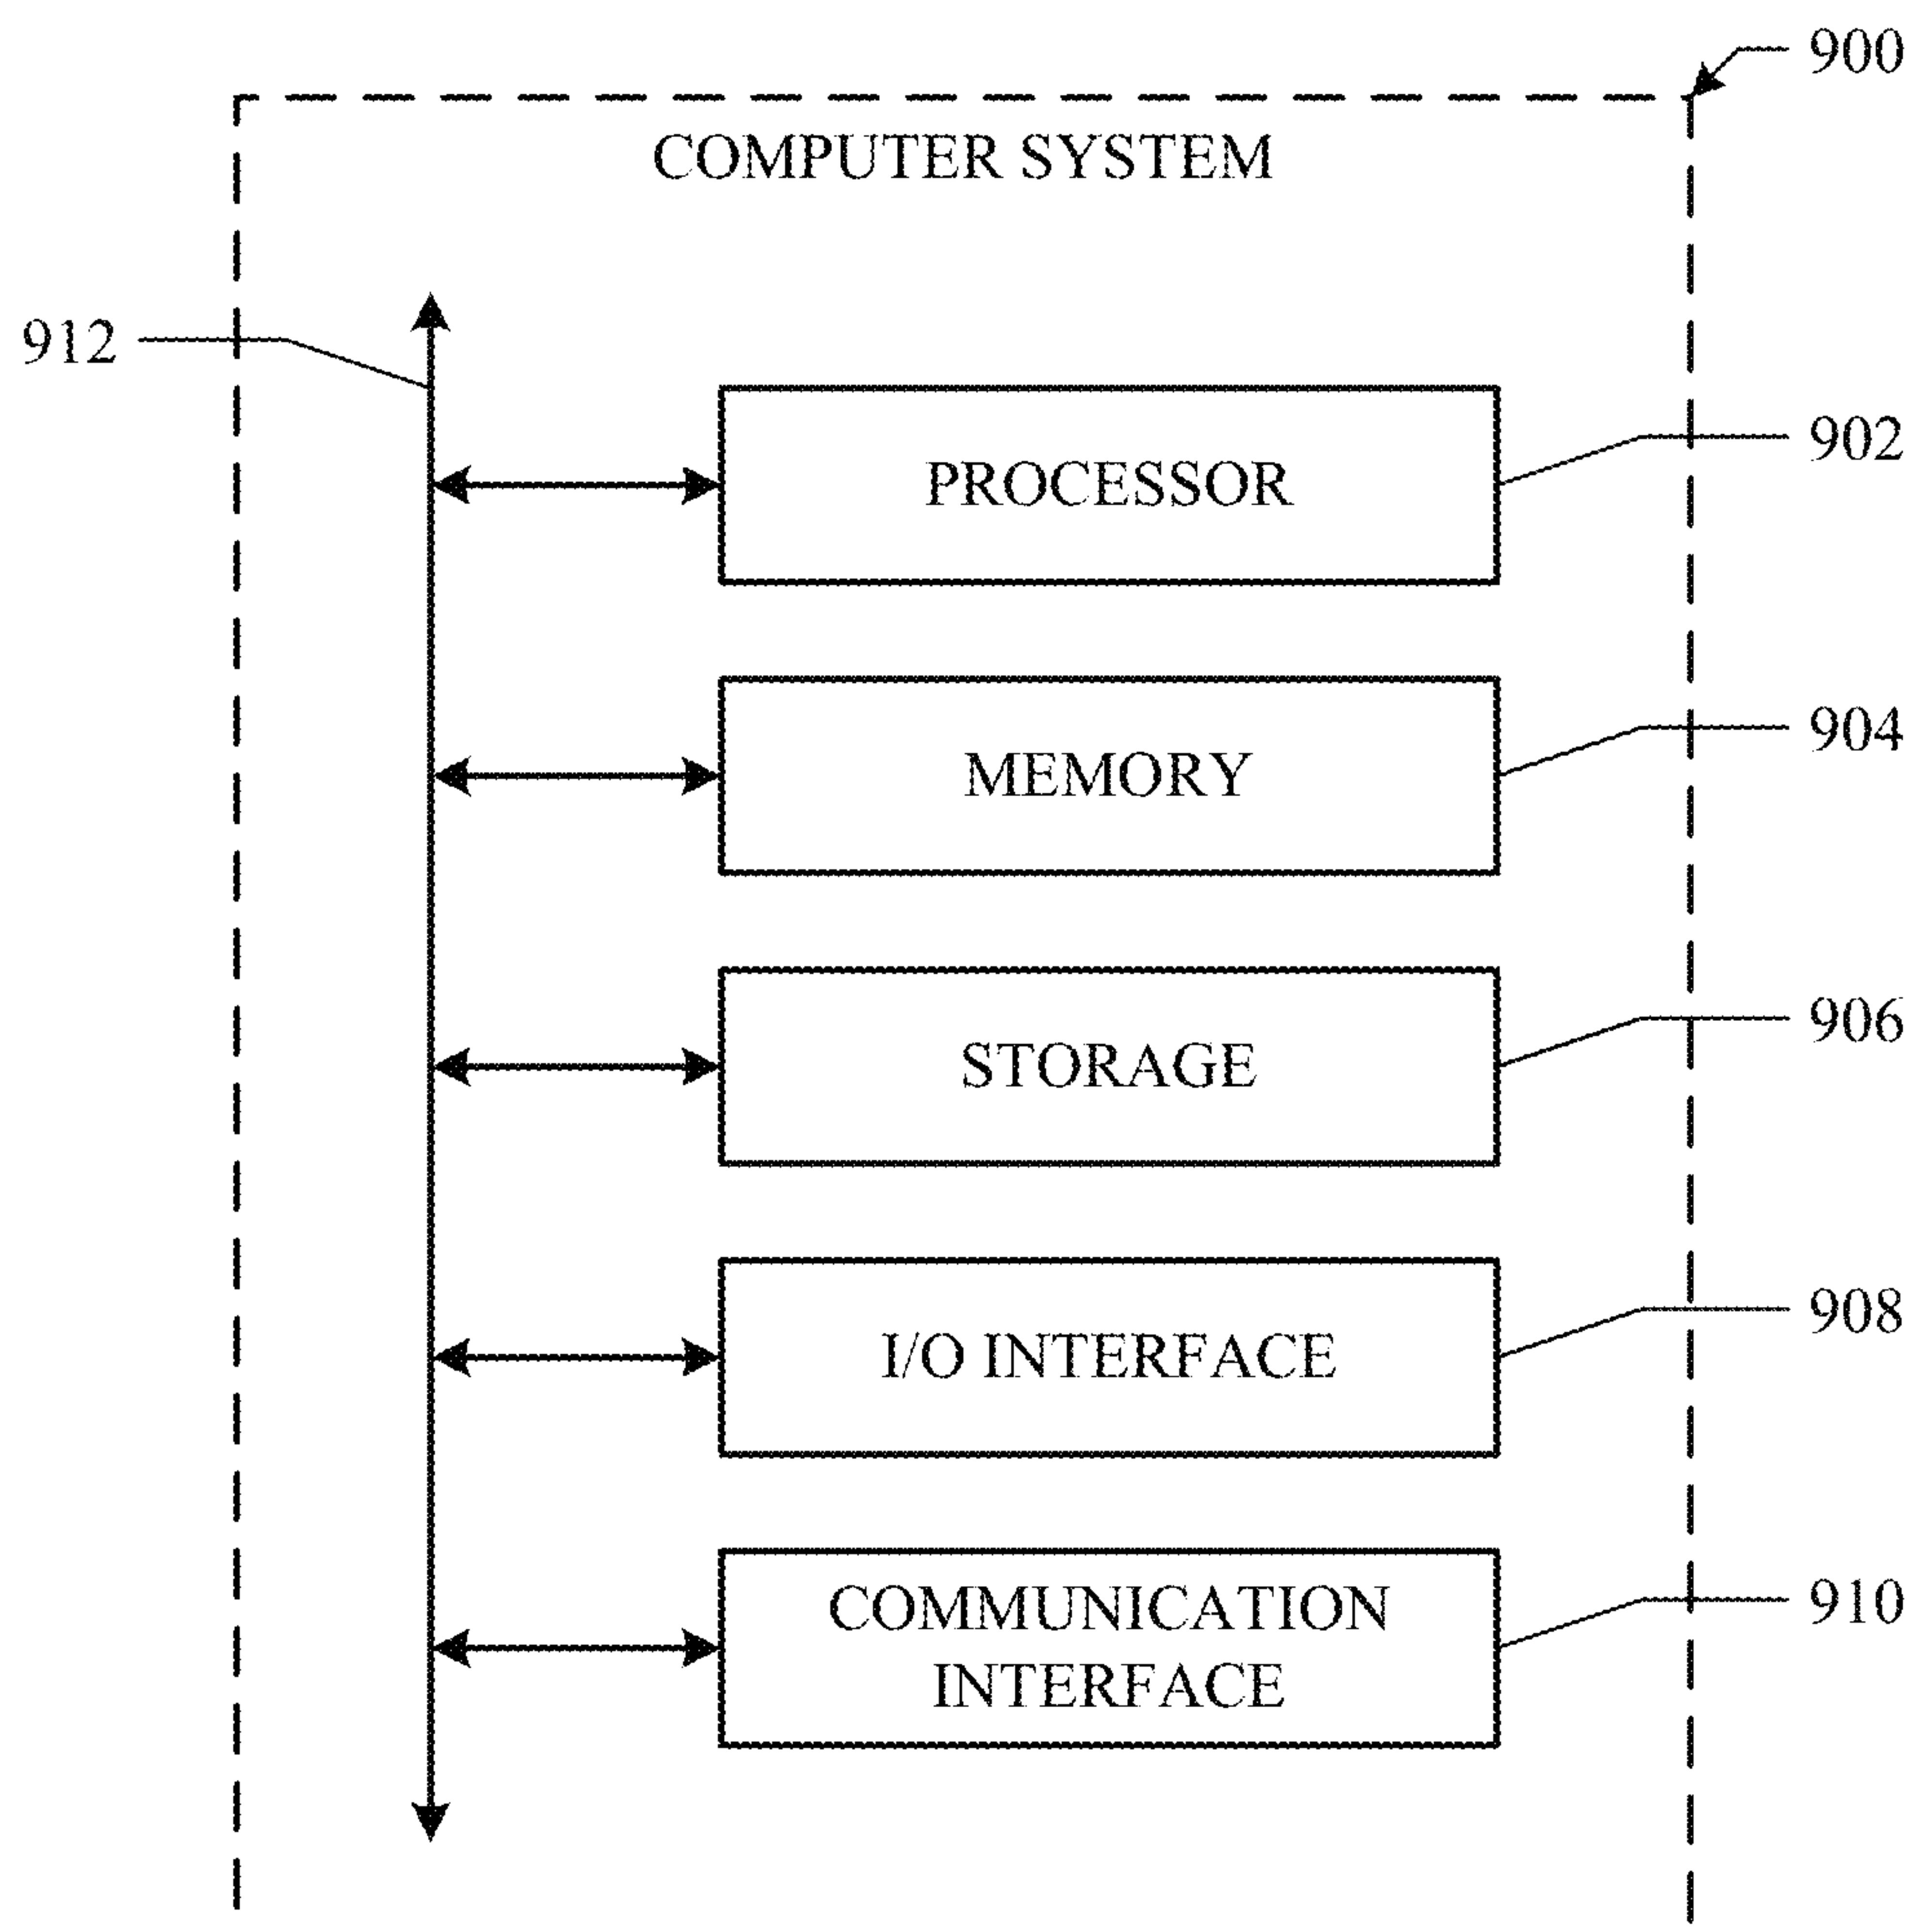 900
COMPUTER SYSTEM
912
902
PROCESSOR
904
MEMORY
906
STORAGE
908
I/O INTERFACE
910
COMMUNICATION
INTERFACE